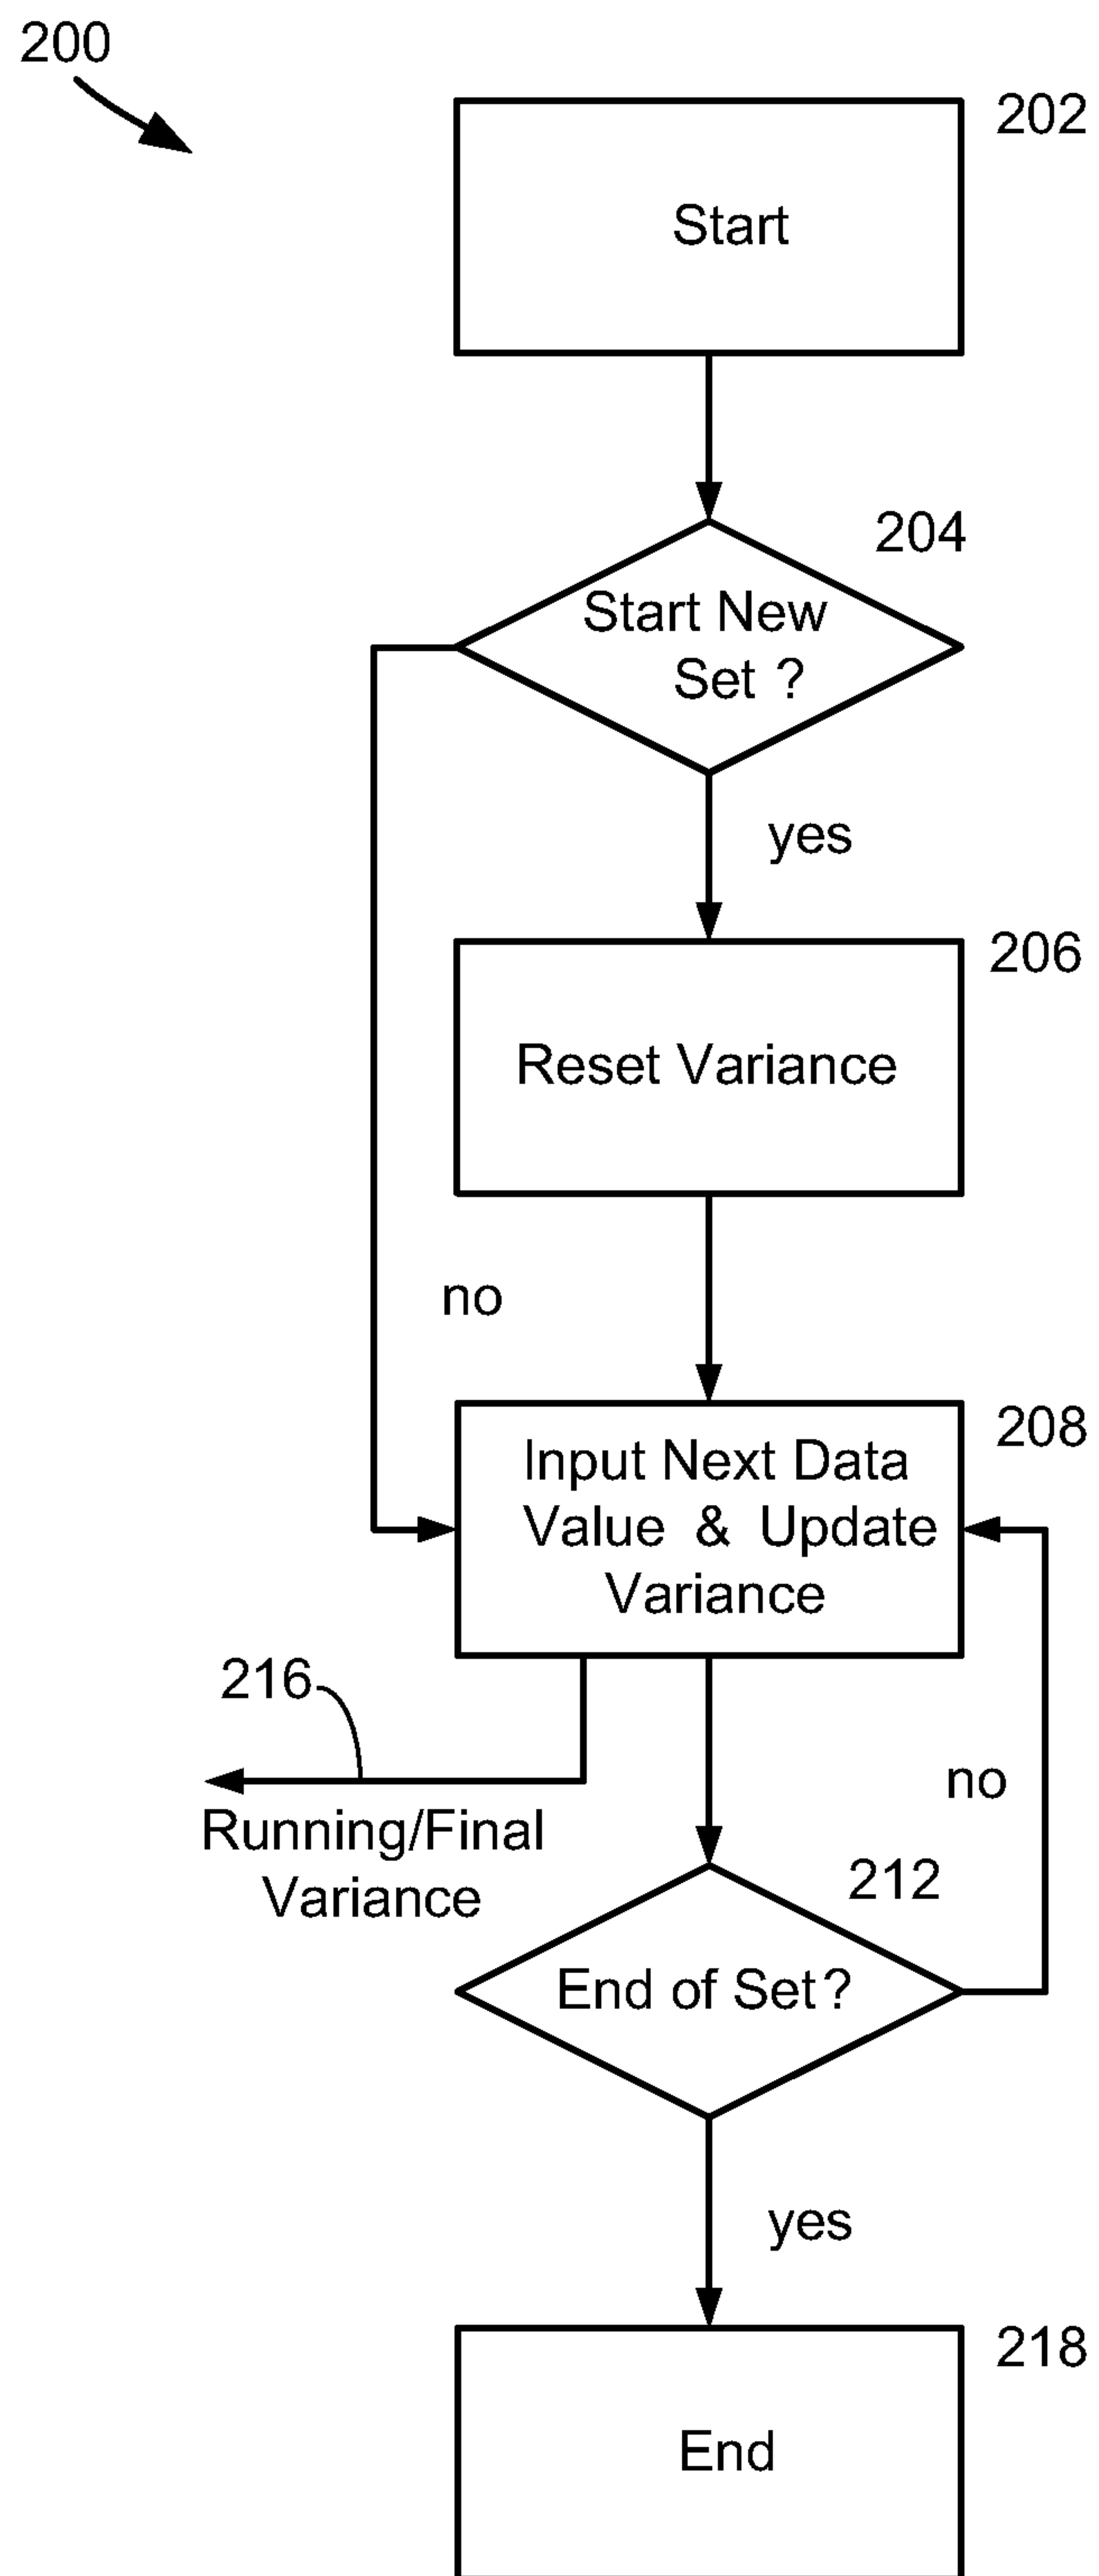 200
202
Start
204
Start New
Set ?
yes
206
Reset Variance
no
208
Input Next Data
Value & Update
Variance
216
no
Running/Final
Variance
212
End of Set?
yes
218
End